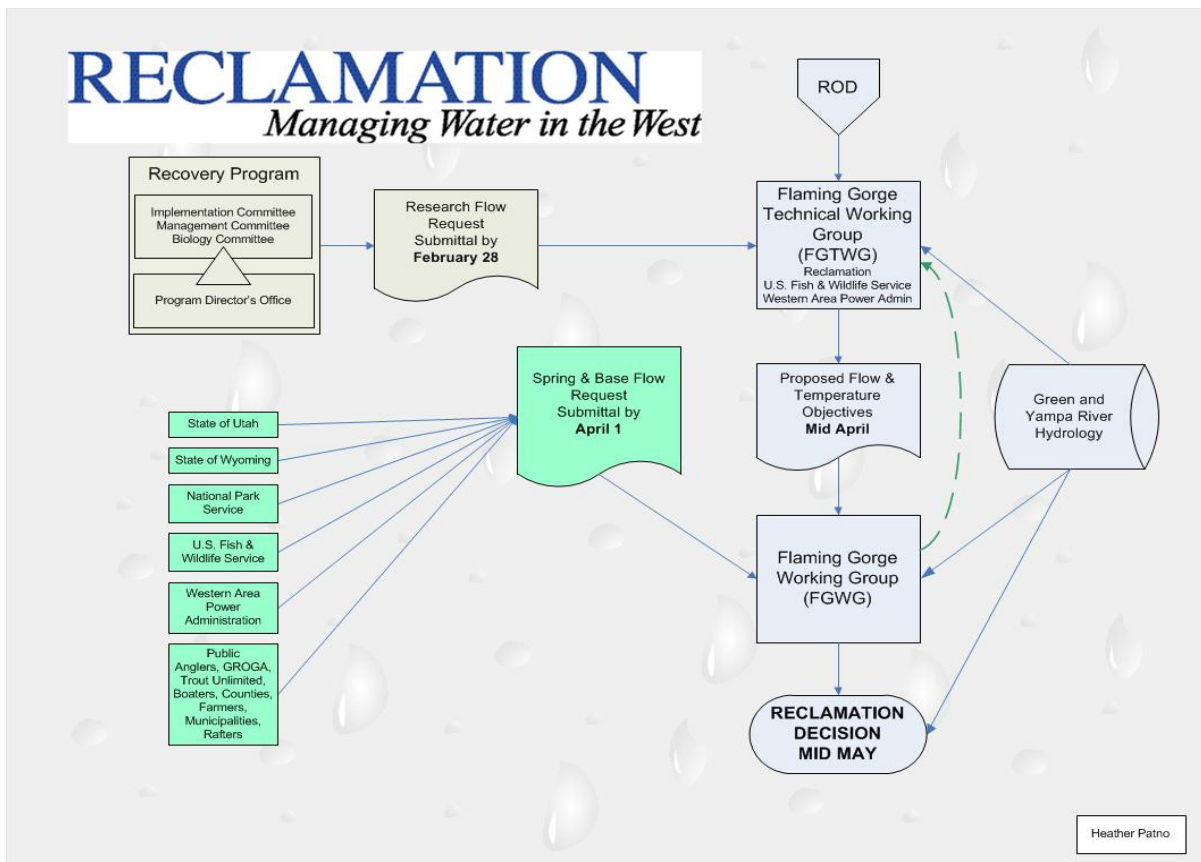 RECLAMATION
Managing Water in the West
ROD
Recovery Program
Implementation Committee
Management Committee
Biology Committee
Program Director's Office
Research Flow
Request
Submittal by
February 28
Flaming Gorge
Technical Working
Group
(FGTWG)
Reclamation
U.S. Fish & Wildlife Service
Western Area Power Admin
Spring & Base Flow
Request
Submittal by
April 1
Proposed Flow &
Temperature
Objectives
Mid April
Green and
Yampa River
Hydrology
State of Utah
State of Wyoming
National Park
Service
U.S. Fish &
Wildlife Service
Western Area
Power
Administration
Public
Anglers, GROGA,
Trout Unlimited,
Boaters, Counties,
Farmers,
Municipalities,
Rafters
Flaming Gorge
Working Group
(FGWG)
RECLAMATION
DECISION
MID MAY
Heather Patno